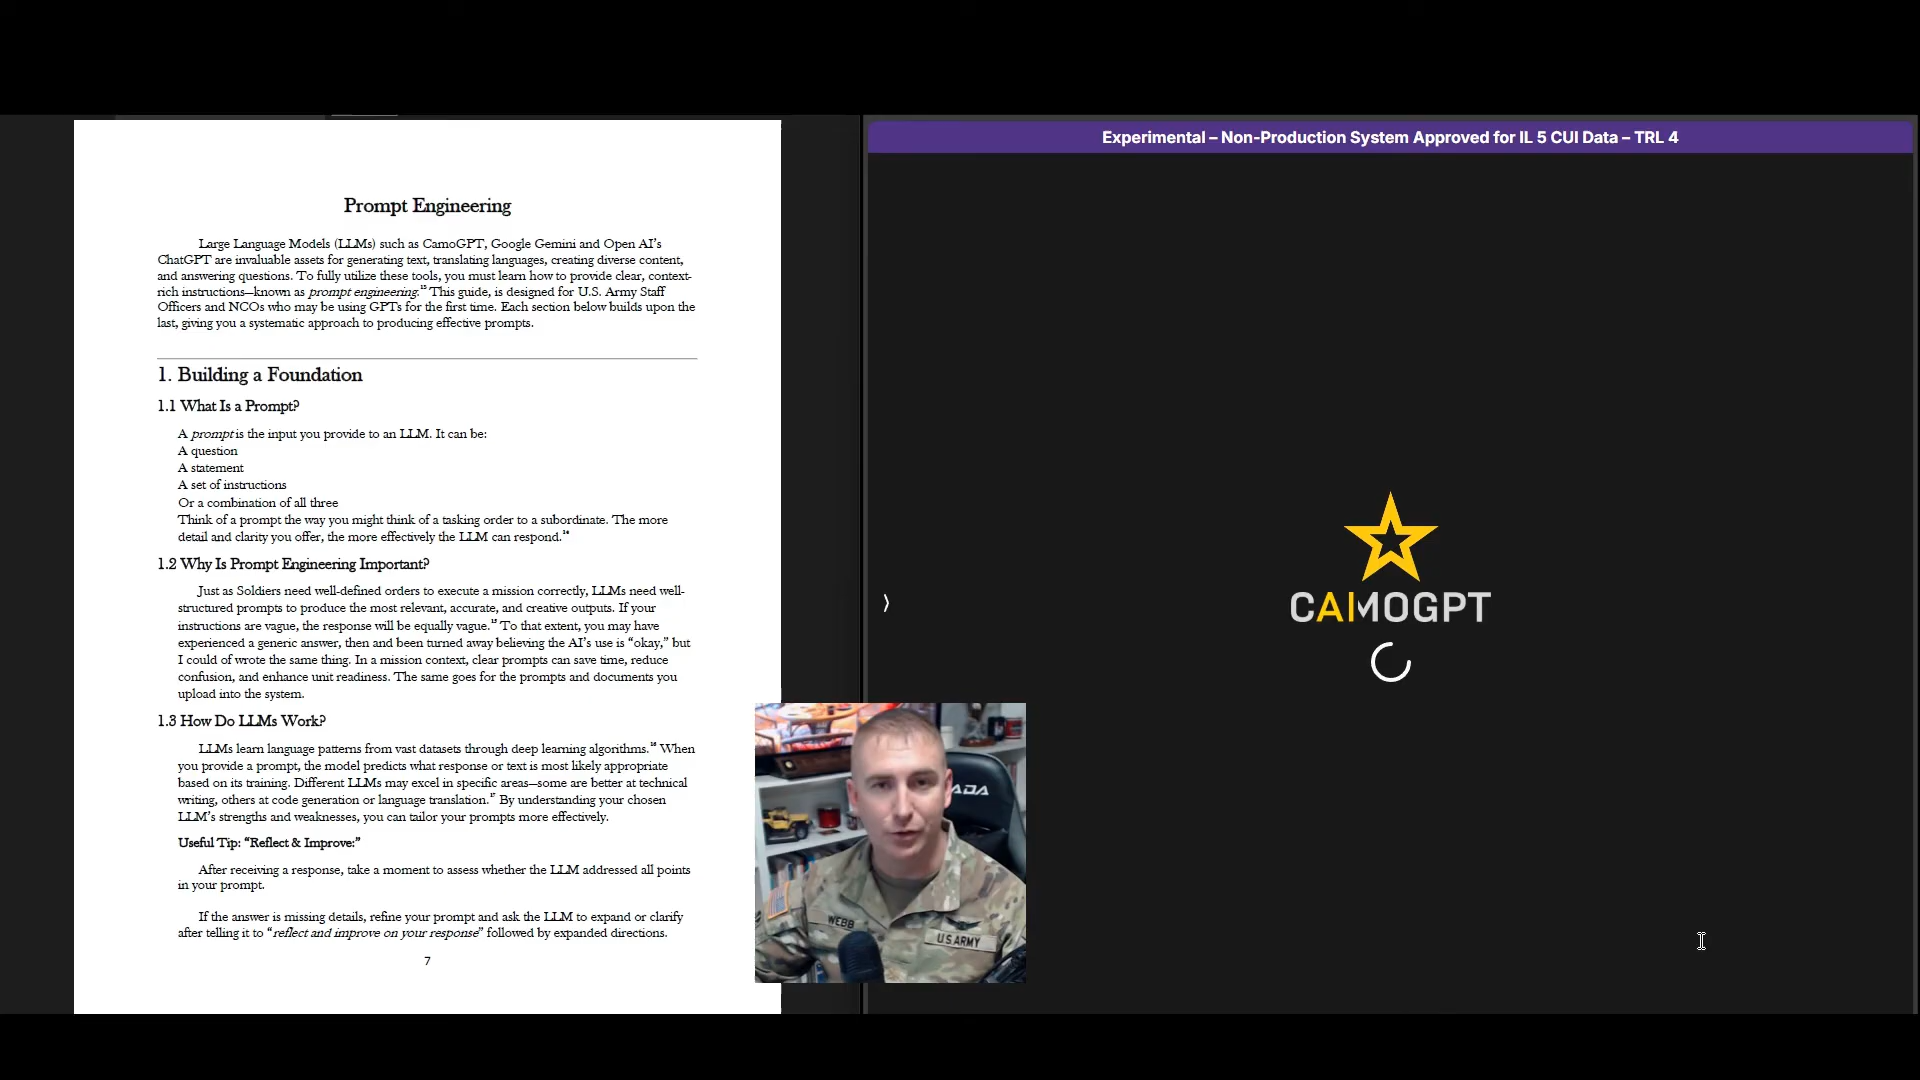 Prompt Engineering
Large Language Models (LLMs) such as CamoGPT, Google Gemini and Open AI's
ChatGPT are invaluable assets for generating text, translating languages, creating diverse content,
and answering questions. To fully utilize these tools, you must learn how to provide clear, context-
rich instructions—known as prompt engineering.¹³ This guide, is designed for U.S. Army Staff
Officers and NCOs who may be using GPTs for the first time. Each section below builds upon the
last, giving you a systematic approach to producing effective prompts.
1. Building a Foundation
1.1 What Is a Prompt?
A prompt is the input you provide to an LLM. It can be:
A question
A statement
A set of instructions
Or a combination of all three
Think of a prompt the way you might think of a tasking order to a subordinate. The more
detail and clarity you offer, the more effectively the LLM can respond.¹⁴
1.2 Why Is Prompt Engineering Important?
Just as Soldiers need well-defined orders to execute a mission correctly, LLMs need well-
structured prompts to produce the most relevant, accurate, and creative outputs. If your
instructions are vague, the response will be equally vague.¹⁵ To that extent, you may have
experienced a generic answer, then and been turned away believing the AI's use is “okay,” but
I could of wrote the same thing. In a mission context, clear prompts can save time, reduce
confusion, and enhance unit readiness. The same goes for the prompts and documents you
upload into the system.
1.3 How Do LLMs Work?
LLMs learn language patterns from vast datasets through deep learning algorithms.¹⁶ When
you provide a prompt, the model predicts what response or text is most likely appropriate
based on its training. Different LLMs may excel in specific areas—some are better at technical
writing, others at code generation or language translation.¹⁷ By understanding your chosen
LLM's strengths and weaknesses, you can tailor your prompts more effectively.
Useful Tip: “Reflect & Improve:”
After receiving a response, take a moment to assess whether the LLM addressed all points
in your prompt.
If the answer is missing details, refine your prompt and ask the LLM to expand or clarify
after telling it to “reflect and improve on your response” followed by expanded directions.
7
Experimental – Non-Production System Approved for IL 5 CUI Data – TRL 4
CAIMOGPT
WEBB
U.S. ARMY